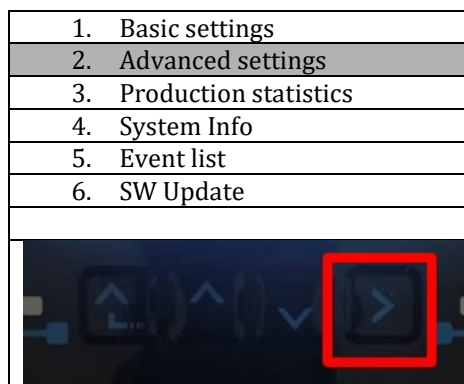 1. Basic settings
2. Advanced settings
3. Production statistics
4. System Info
5. Event list
6. SW Update